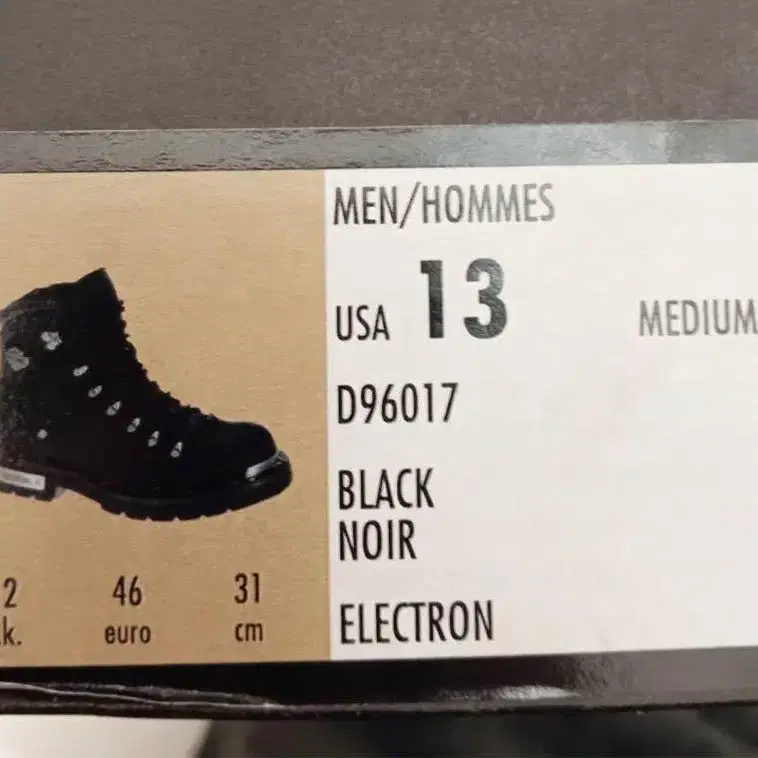 MEN/HOMMES
USA 13 MEDIUM
D96017
BLACK
NOIR
ELECTRON
2 46 31
k. euro cm